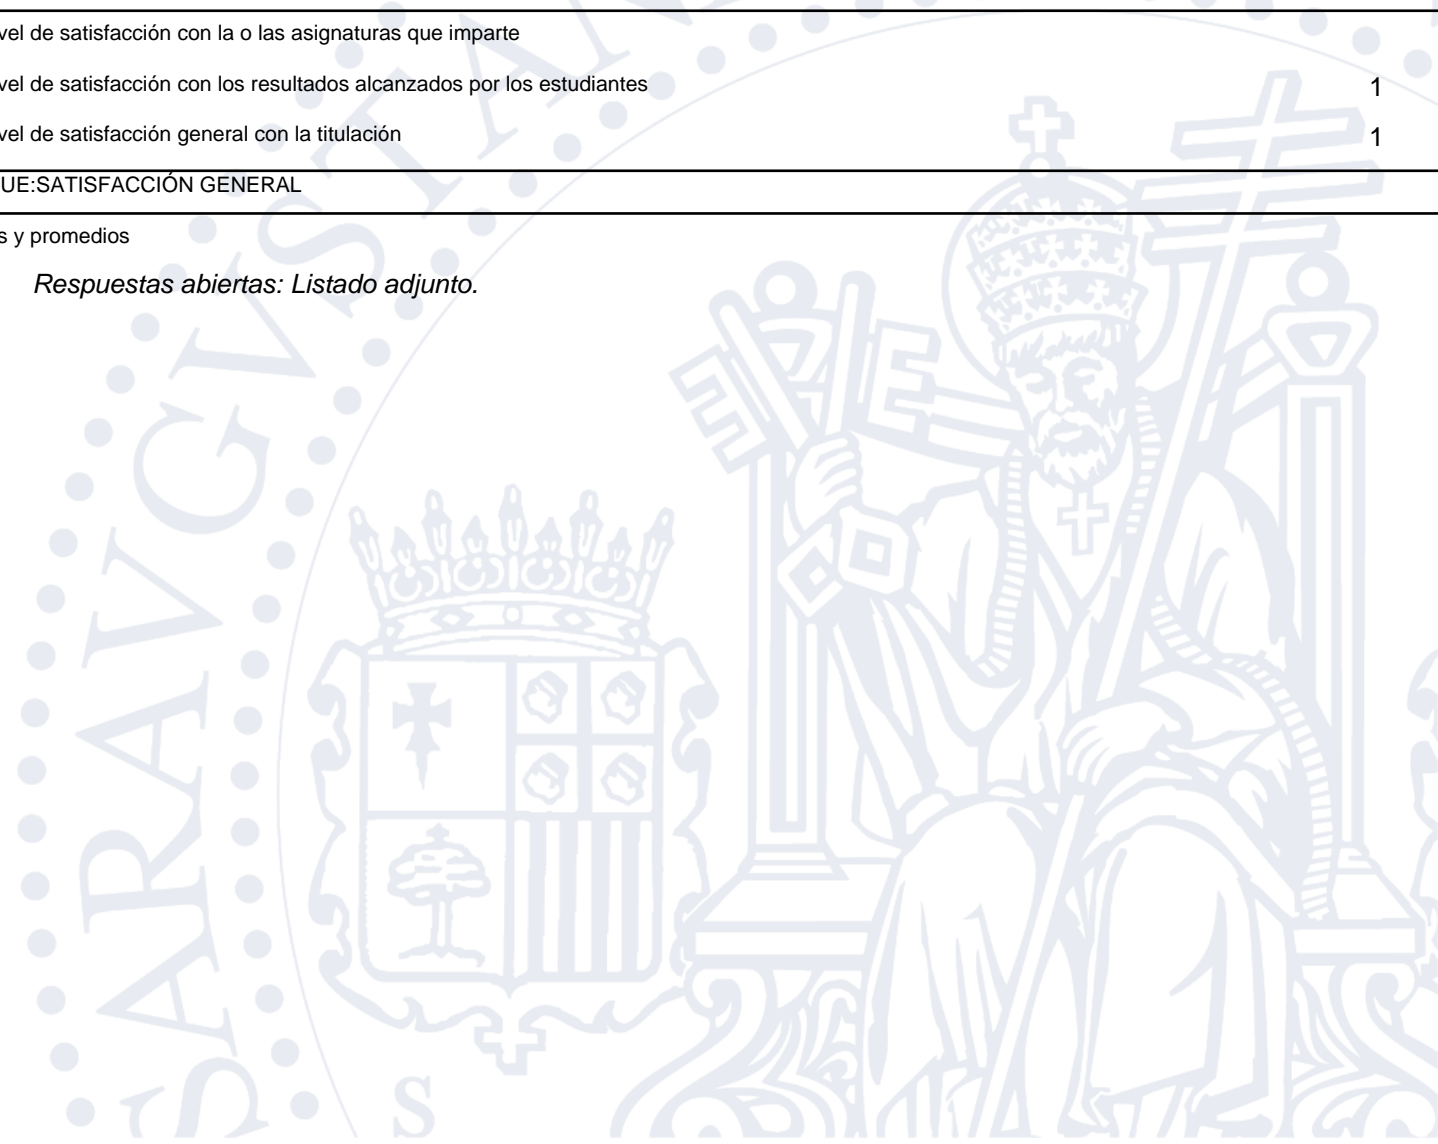 vel de satisfacción con la o las asignaturas que imparte
vel de satisfacción con los resultados alcanzados por los estudiantes 1
vel de satisfacción general con la titulación 1
UE:SATISFACCIÓN GENERAL
s y promedios
Respuestas abiertas: Listado adjunto.
SARAVGVSTAN
S